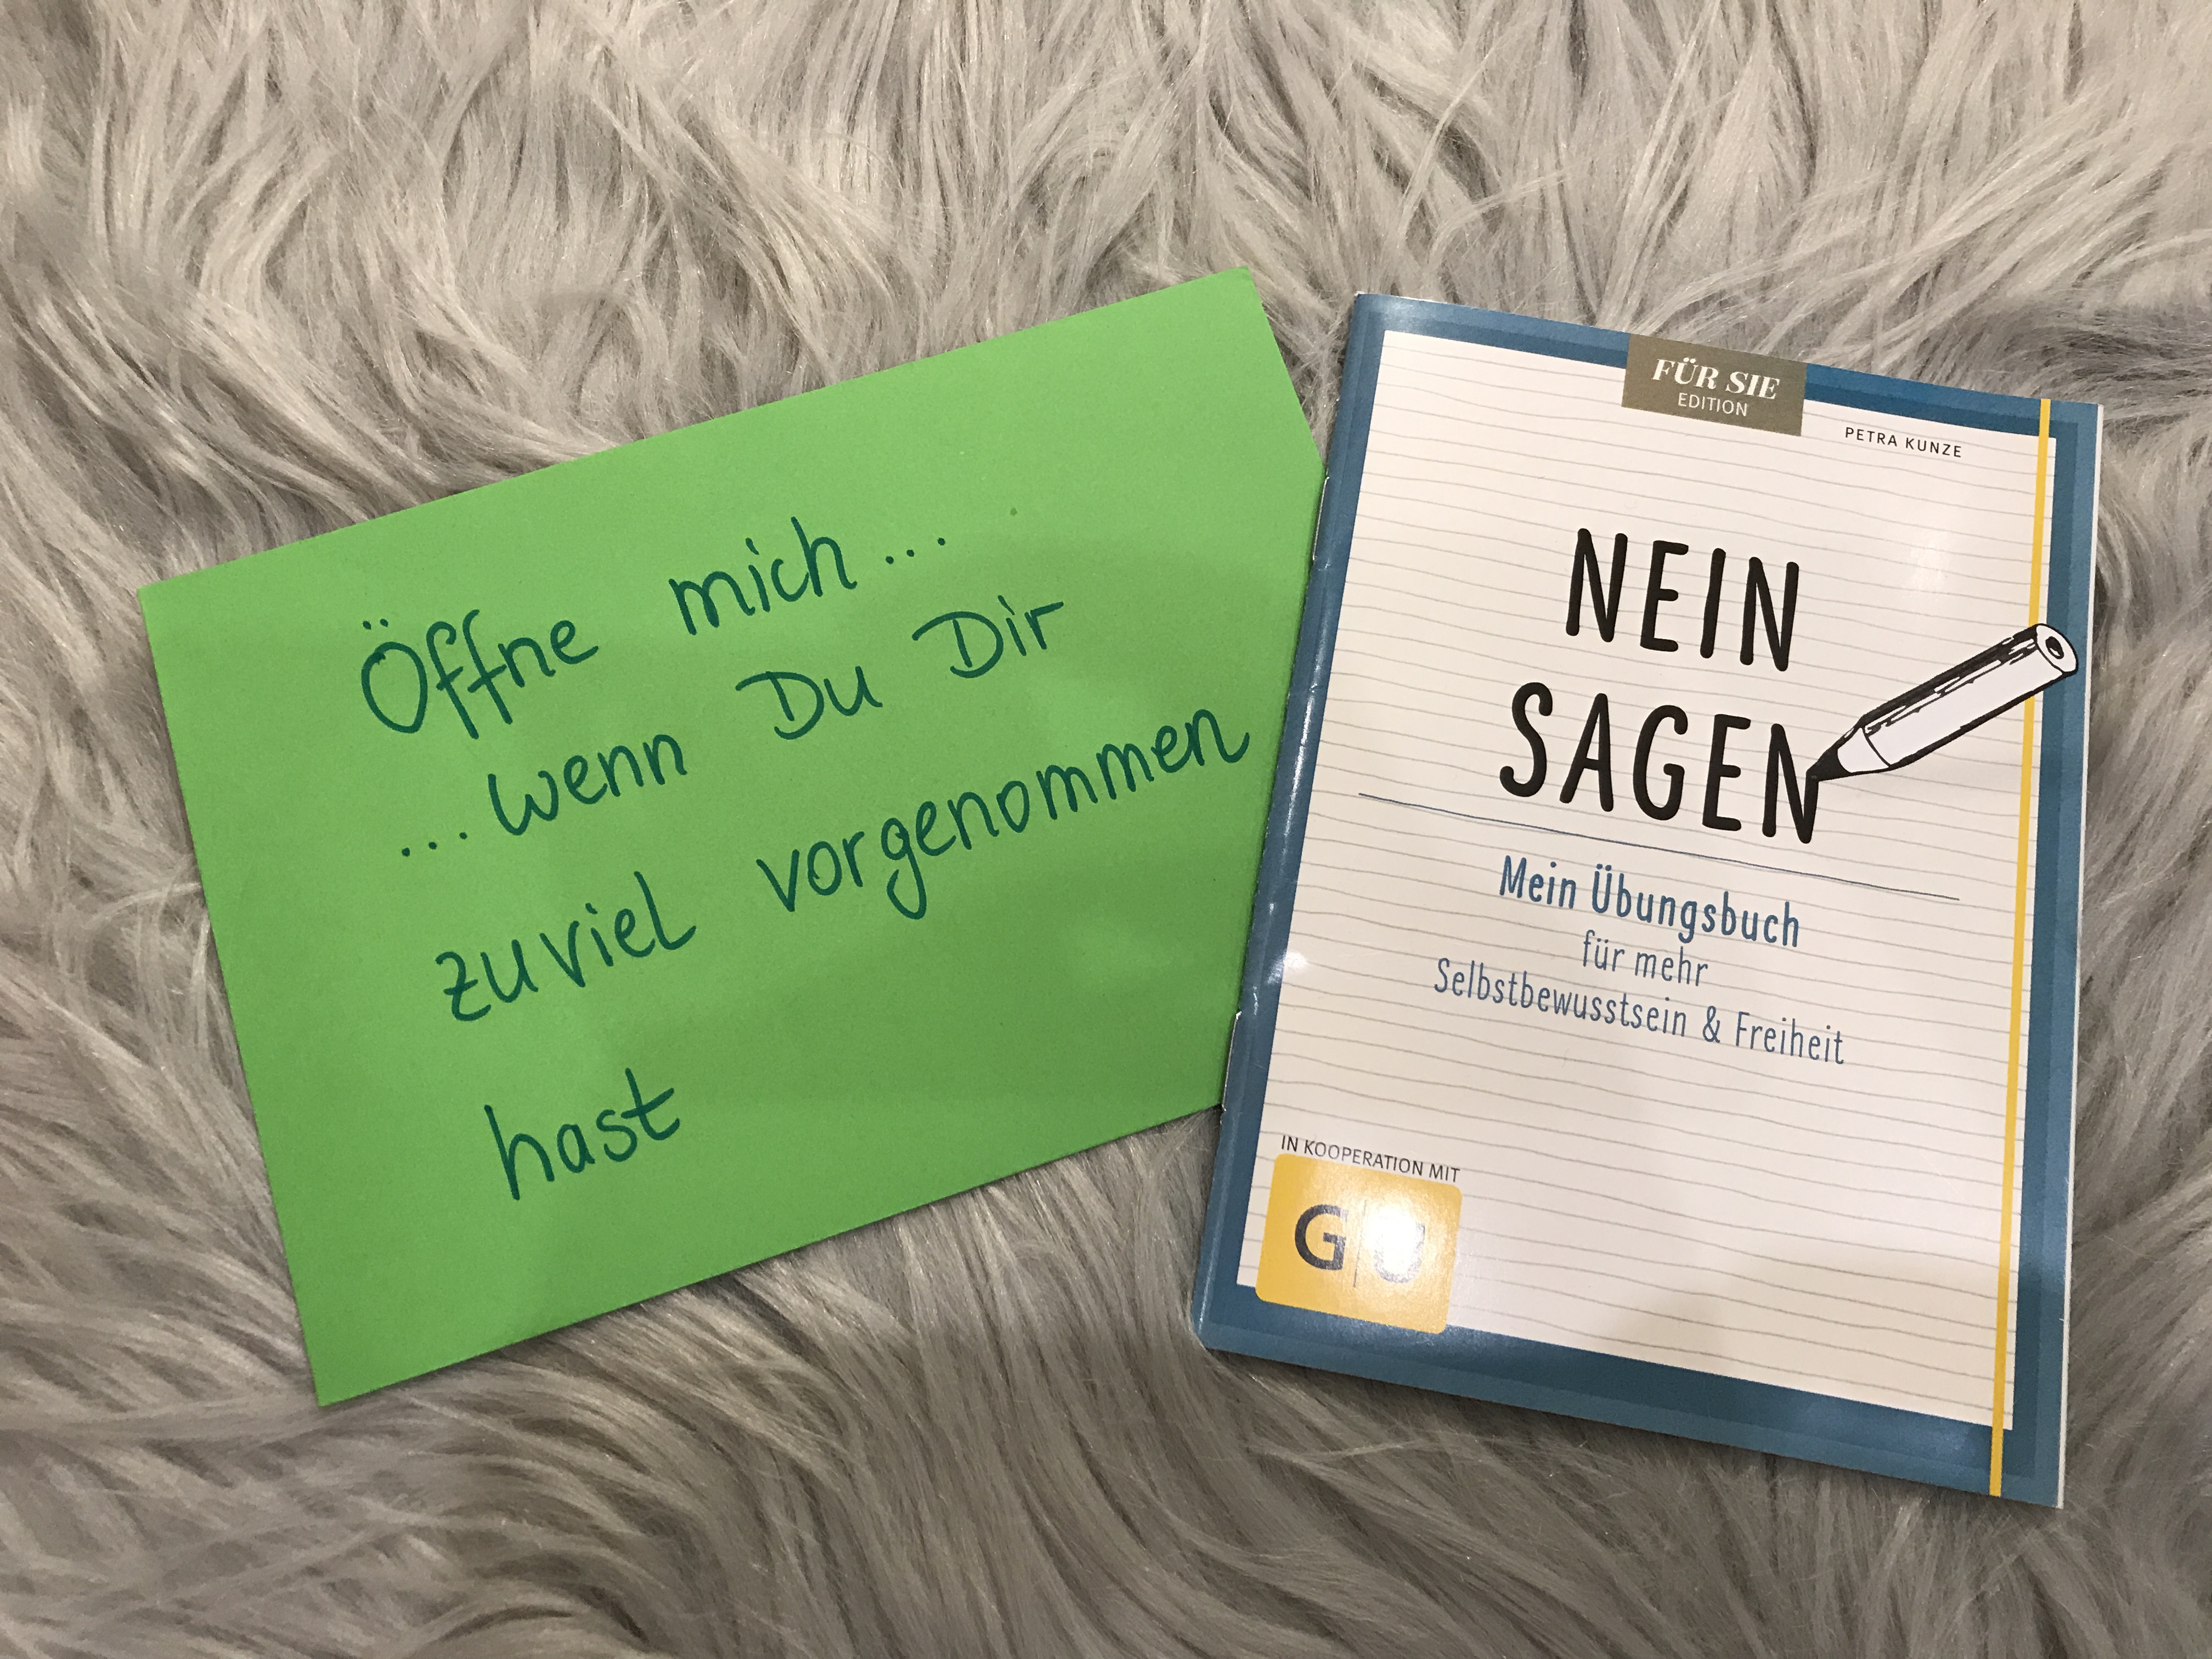 Öffne mich...
...wenn Du Dir
zuviel vorgenommen
hast
FÜR SIE
EDITION
PETRA KUNZE
NEIN
SAGEN
Mein Übungsbuch
für mehr
Selbstbewusstsein & Freiheit
IN KOOPERATION MIT
GU